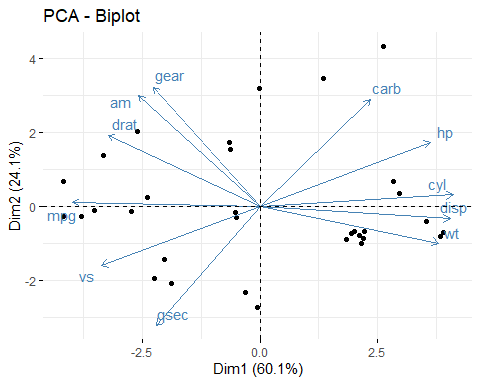 PCA - Biplot
4
2
0
-2
Dim2 (24.1%)
gear
am
drat
carb
hp
cyl
disp
wt
mpg
vs
qsec
-2.5
0.0
2.5
Dim1 (60.1%)